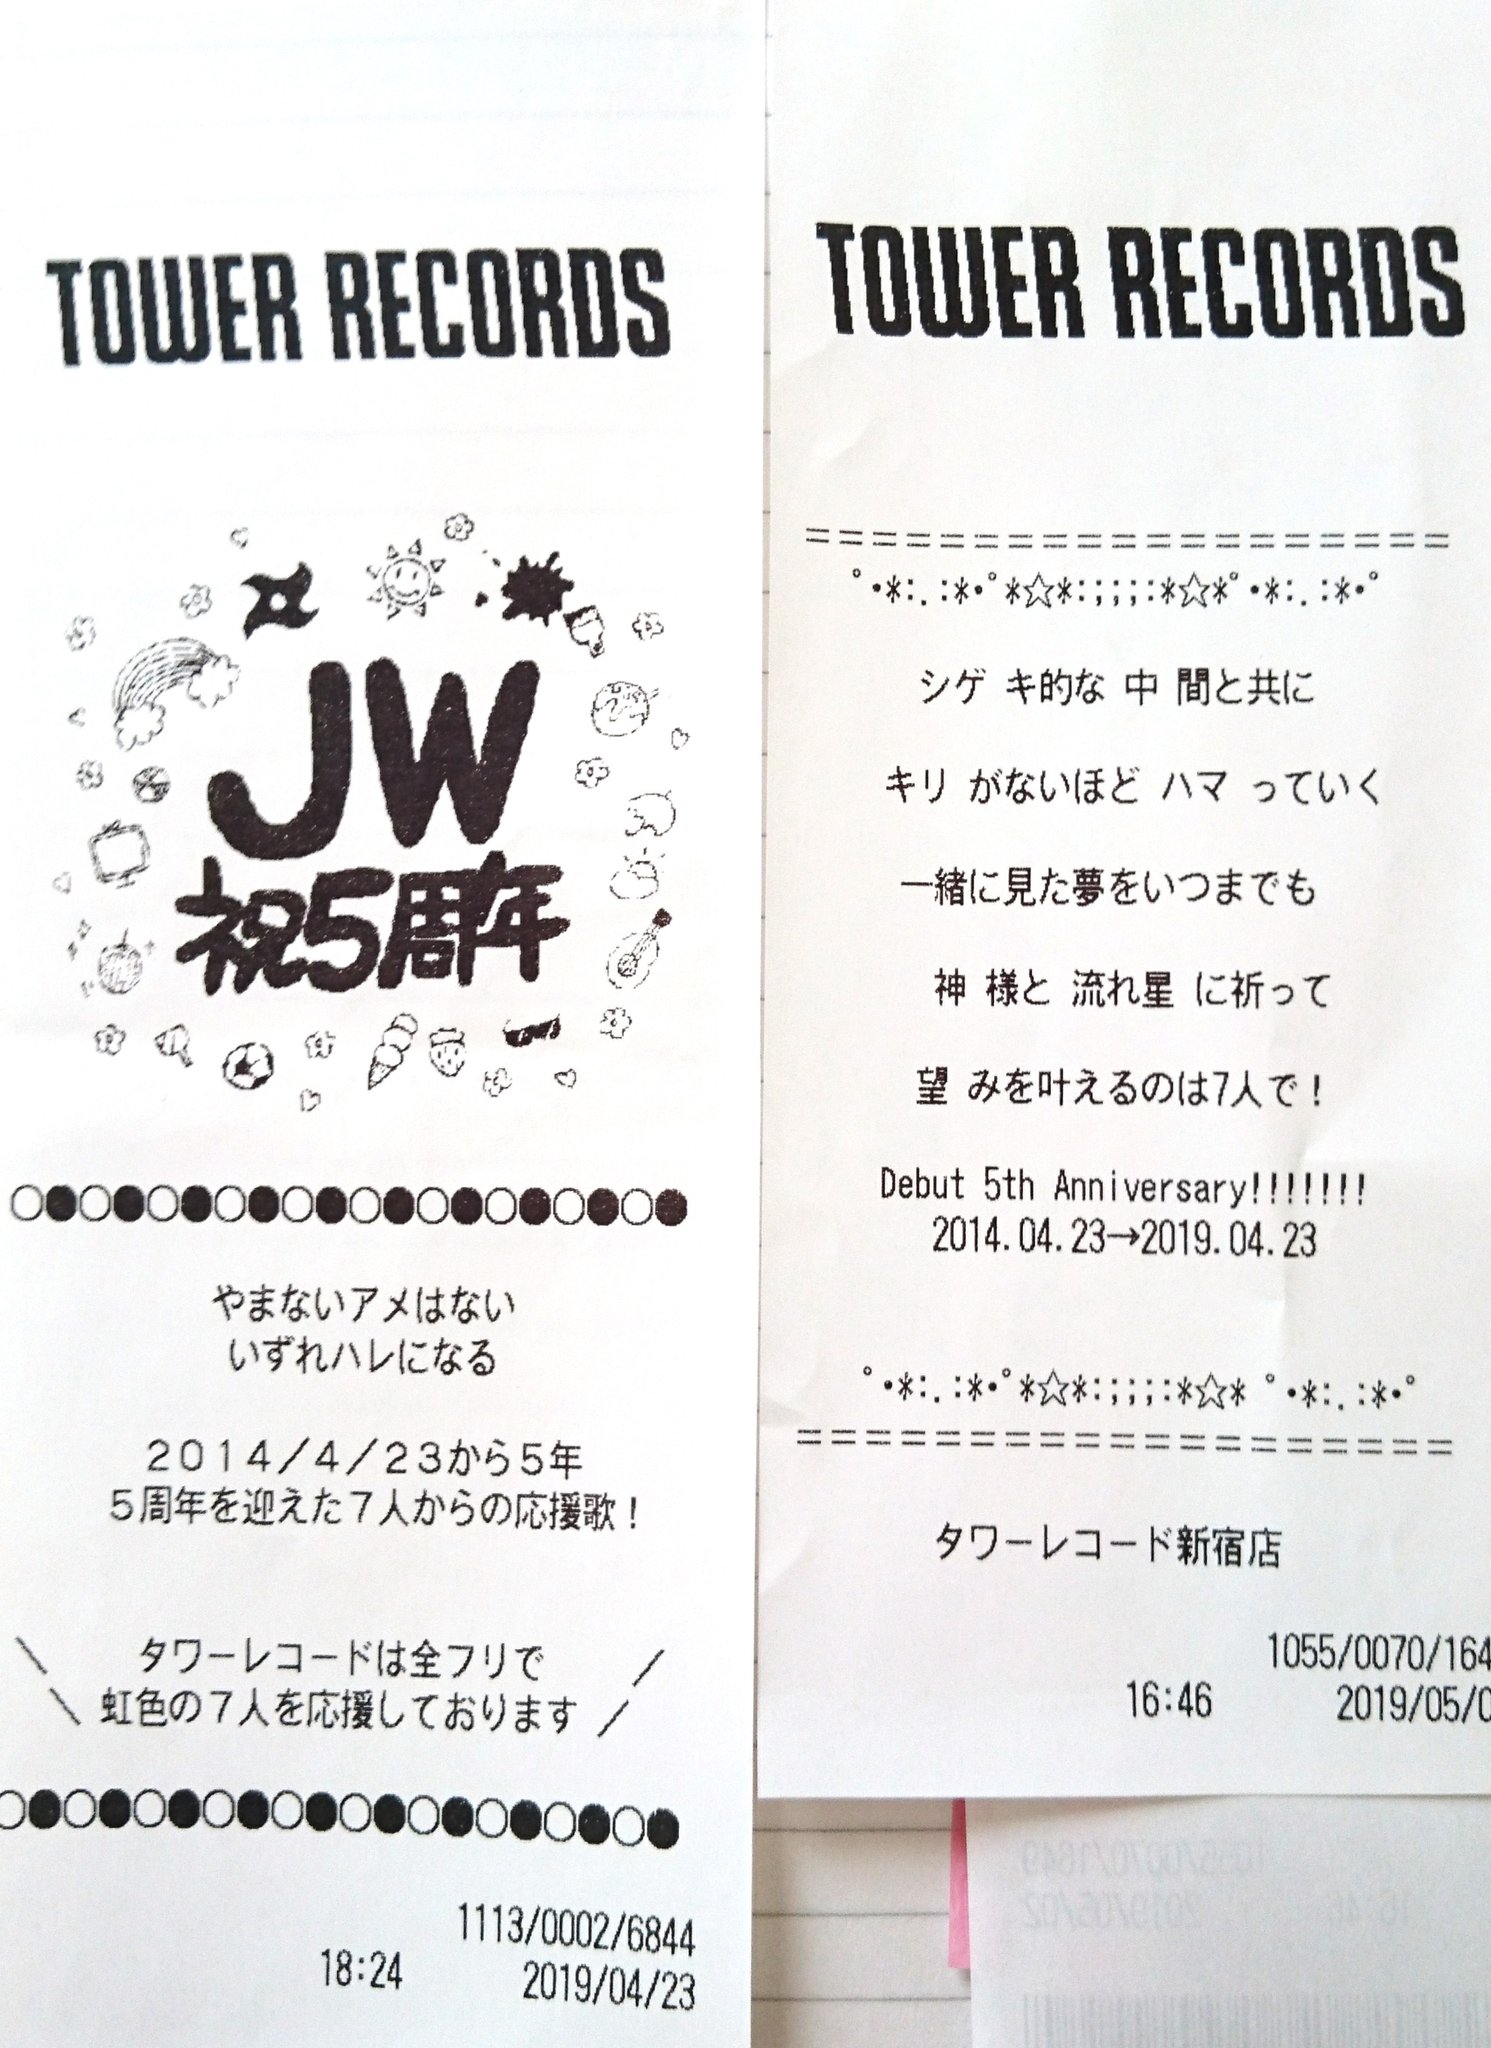 TOWER RECORDS
JW
祝5周年
○●○●○●○●○●○●○●○●○●○●
やまないアメはない
いずれハレになる
２０１４／４／２３から５年
５周年を迎えた７人からの応援歌！
＼ タワーレコードは全フリで ／
＼ 虹色の７人を応援しております ／
○●○●○●○●○●○●○●○●○●○●
1113/0002/6844
18:24 2019/04/23
TOWER RECORDS
===================
ﾟ･*:.:*･ﾟ*☆*:;;;:*☆*ﾟ･*:.:*･ﾟ
シゲ キ的な 中 間と共に
キリ がないほど ハマ っていく
一緒に見た夢をいつまでも
神 様と 流れ星 に祈って
望 みを叶えるのは7人で！
Debut 5th Anniversary!!!!!!!
2014.04.23→2019.04.23
ﾟ･*:.:*･ﾟ*☆*:;;;:*☆* ﾟ･*:.:*･ﾟ
===================
タワーレコード新宿店
1055/0070/164
16:46 2019/05/0